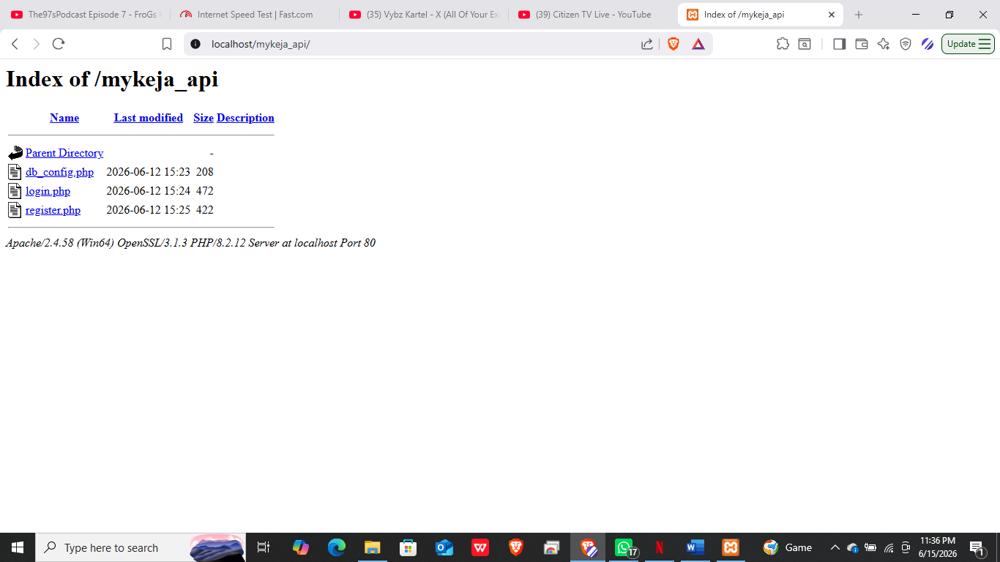 The97sPodcast Episode 7 - FroGs
Internet Speed Test | Fast.com
(35) Vybz Kartel - X (All Of Your Ex
(39) Citizen TV Live - YouTube
Index of /mykeja_api
localhost/mykeja_api/
Update
Index of /mykeja_api
Name Last modified Size Description
Parent Directory -
db_config.php 2026-06-12 15:23 208
login.php 2026-06-12 15:24 472
register.php 2026-06-12 15:25 422
Apache/2.4.58 (Win64) OpenSSL/3.1.3 PHP/8.2.12 Server at localhost Port 80
Type here to search
17
Game
11:36 PM
6/15/2026
1